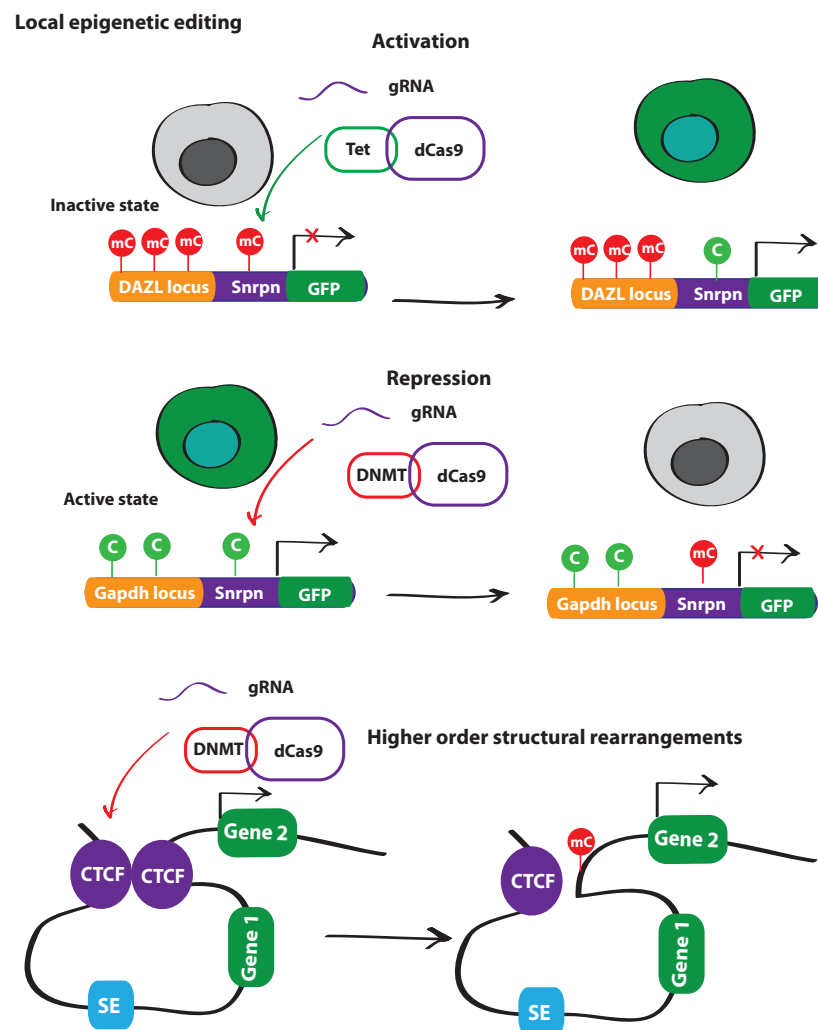 Local epigenetic editing
Activation
gRNA
Tet
dCas9
Inactive state
mC
mC
mC
mC
DAZL locus
Snrpn
GFP
mC
mC
mC
C
DAZL locus
Snrpn
GFP
Repression
gRNA
DNMT
dCas9
Active state
C
C
C
Gapdh locus
Snrpn
GFP
C
C
mC
Gapdh locus
Snrpn
GFP
gRNA
DNMT
dCas9
Higher order structural rearrangements
Gene 2
CTCF
CTCF
Gene 1
SE
mC
Gene 2
CTCF
Gene 1
SE